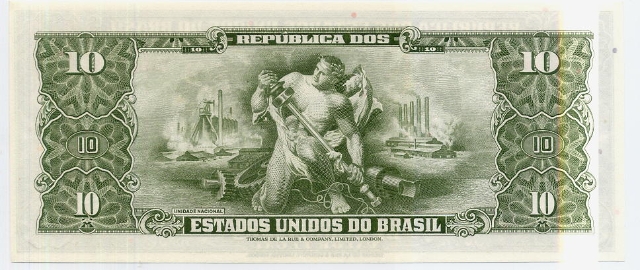 REPÚBLICA DOS
10 10
10 10
10 10
10 10
UNIDADE NACIONAL
ESTADOS UNIDOS DO BRASIL
THOMAS DE LA RUE & COMPANY, LIMITED, LONDON.